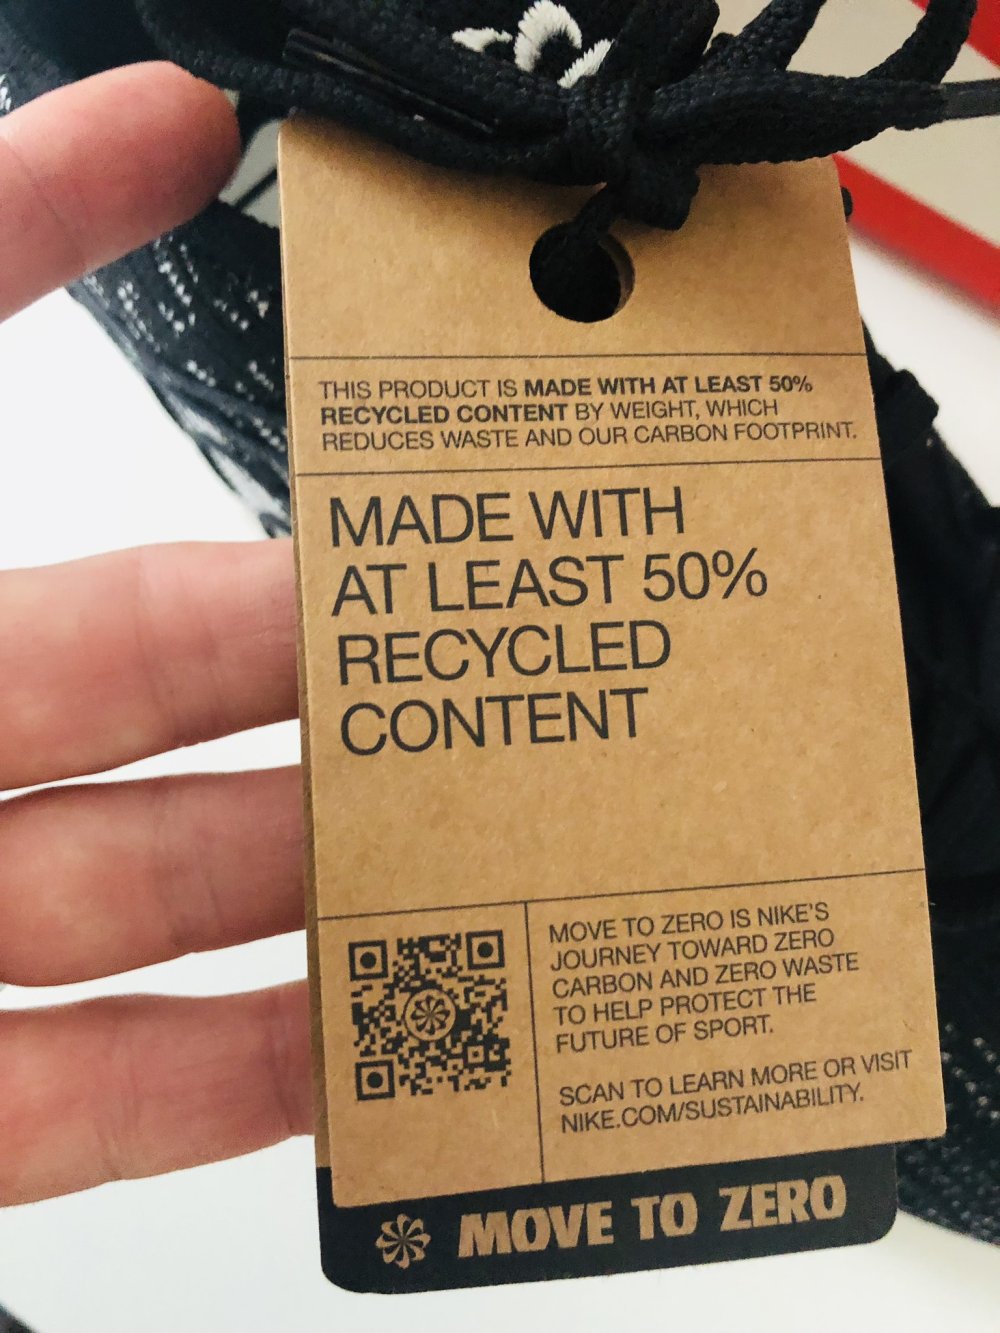 THIS PRODUCT IS MADE WITH AT LEAST 50%
RECYCLED CONTENT BY WEIGHT, WHICH
REDUCES WASTE AND OUR CARBON FOOTPRINT.
MADE WITH
AT LEAST 50%
RECYCLED
CONTENT
MOVE TO ZERO IS NIKE'S
JOURNEY TOWARD ZERO
CARBON AND ZERO WASTE
TO HELP PROTECT THE
FUTURE OF SPORT.
SCAN TO LEARN MORE OR VISIT
NIKE.COM/SUSTAINABILITY.
MOVE TO ZERO